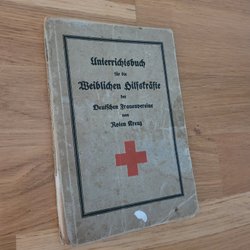 Unterrichtsbuch
für die
Weiblichen Hilfskräfte
der
Deutschen Frauenvereine
vom
Roten Kreuz